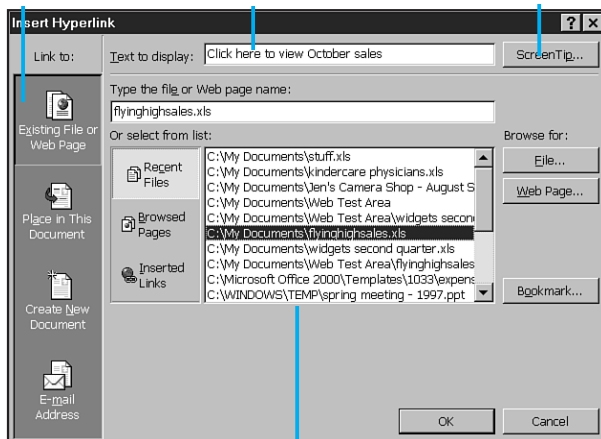 Insert Hyperlink
Link to:
Text to display: Click here to view October sales
ScreenTip...
Type the file or Web page name:
flyinghighsales.xls
Existing File or
Web Page
Or select from list:
Browse for:
Recent
Files
C:\My Documents\stuff.xls
C:\My Documents\kindercare physicians.xls
C:\My Documents\Jen's Camera Shop - August S
C:\My Documents\Web Test Area
C:\My Documents\Web Test Area\widgets secon
C:\My Documents\flyinghighsales.xls
C:\My Documents\widgets second quarter.xls
C:\My Documents\Web Test Area\flyinghighsales
C:\Microsoft Office 2000\Templates\1033\expens
C:\WINDOWS\TEMP\spring meeting - 1997.ppt
File...
Web Page...
Place in This
Document
Browsed
Pages
Inserted
Links
Bookmark...
Create New
Document
E-mail
Address
OK
Cancel